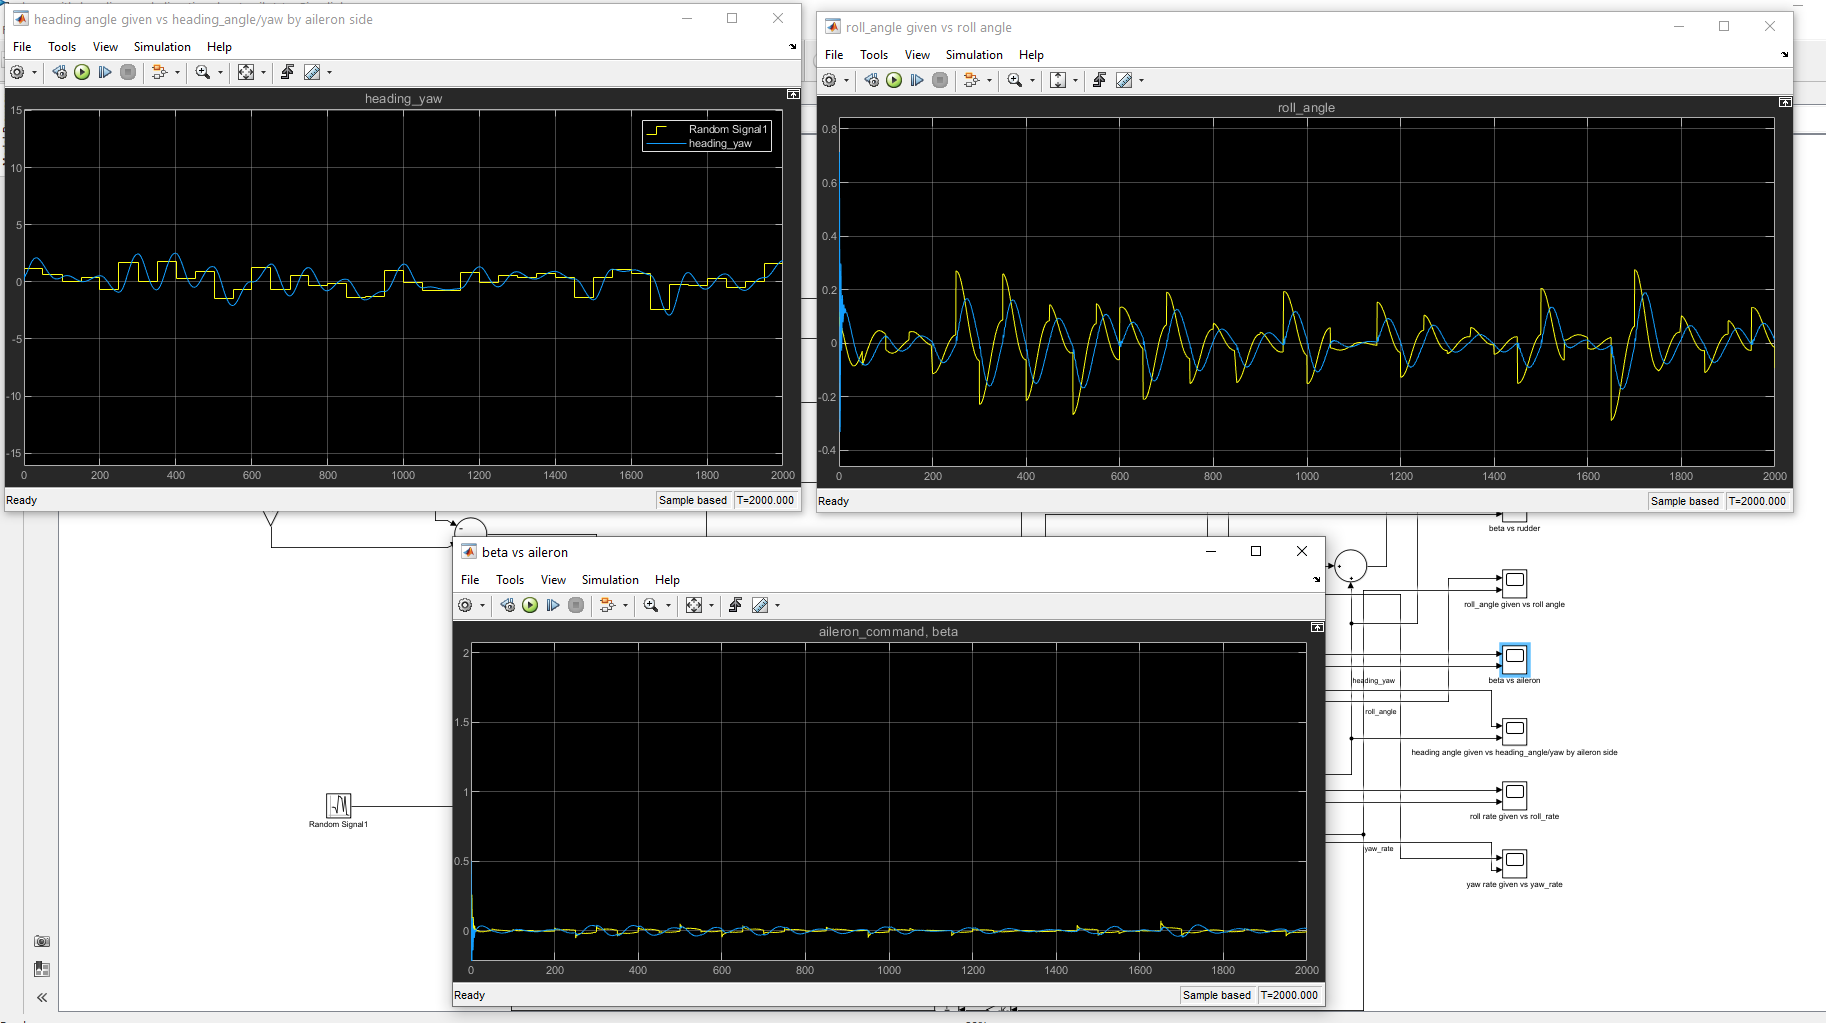 heading angle given vs heading_angle/yaw by aileron side
File Tools View Simulation Help
heading_yaw
Random Signal1
heading_yaw
15
10
5
0
-5
-10
-15
0 200 400 600 800 1000 1200 1400 1600 1800 2000
Ready Sample based T=2000.000
roll_angle given vs roll angle
File Tools View Simulation Help
roll_angle
0.8
0.6
0.4
0.2
0
-0.2
-0.4
0 200 400 600 800 1000 1200 1400 1600 1800 2000
Ready Sample based T=2000.000
beta vs rudder
beta vs aileron
File Tools View Simulation Help
aileron_command, beta
2
1.5
1
0.5
0
0 200 400 600 800 1000 1200 1400 1600 1800 2000
Ready Sample based T=2000.000
roll_angle given vs roll angle
heading_yaw
beta vs aileron
roll_angle
heading angle given vs heading_angle/yaw by aileron side
roll rate given vs roll_rate
Random Signal1
yaw_rate
yaw rate given vs yaw_rate